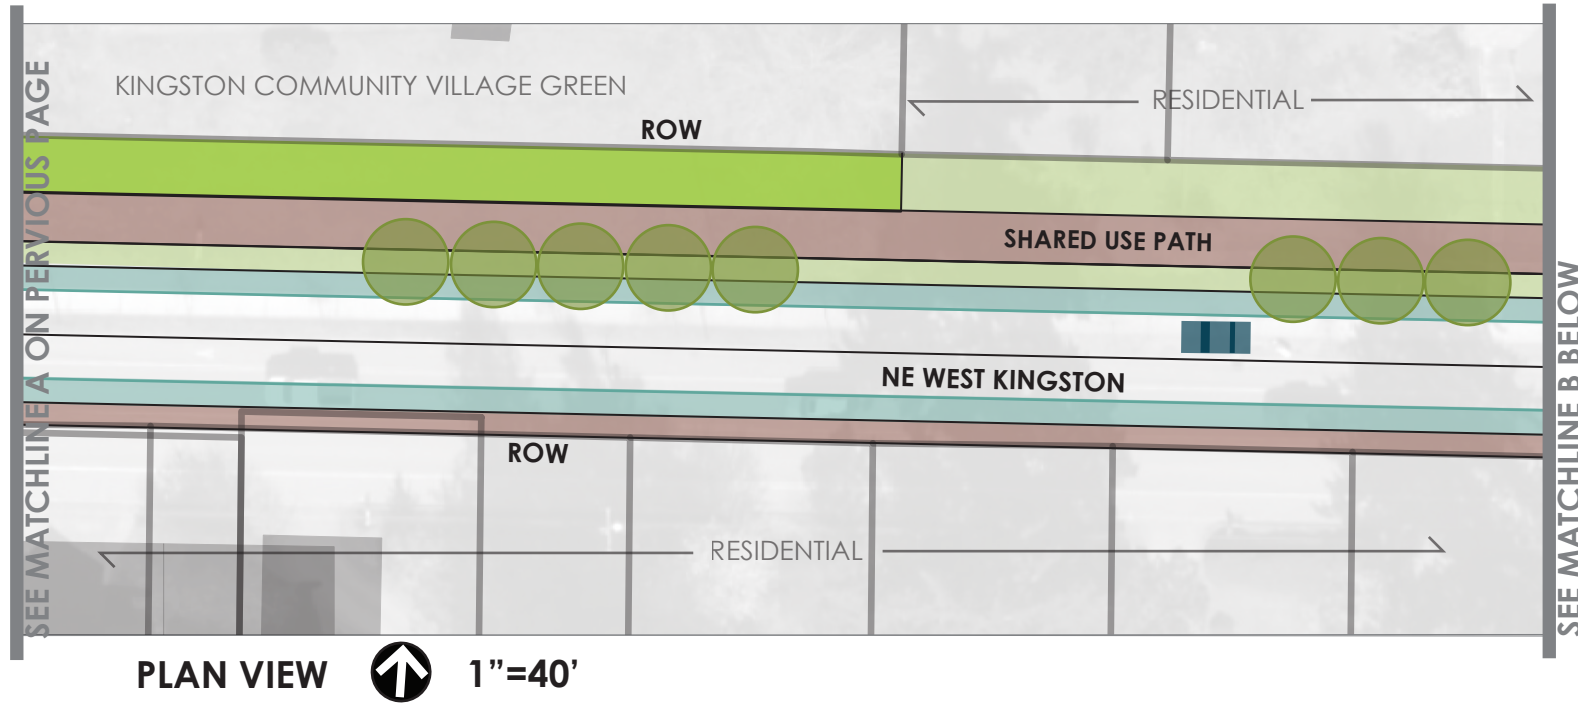 SEE MATCHLINE A ON PERVIOUS PAGE
KINGSTON COMMUNITY VILLAGE GREEN
RESIDENTIAL
ROW
SHARED USE PATH
NE WEST KINGSTON
ROW
RESIDENTIAL
SEE MATCHLINE B BELOW
PLAN VIEW 1”=40’